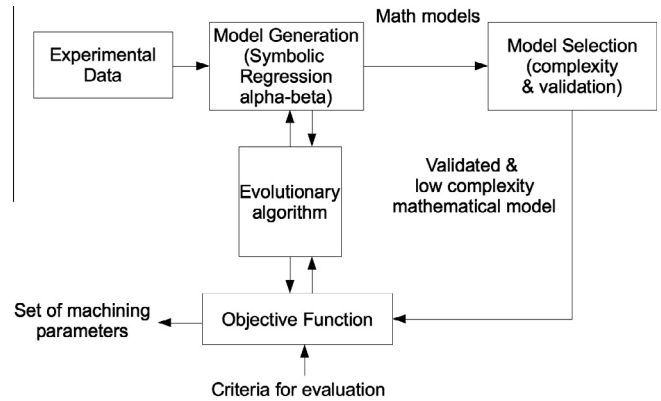 Math models
Experimental
Data
Model Generation
(Symbolic
Regression
alpha-beta)
Model Selection
(complexity
& validation)
Evolutionary
algorithm
Validated &
low complexity
mathematical model
Set of machining
parameters
Objective Function
Criteria for evaluation